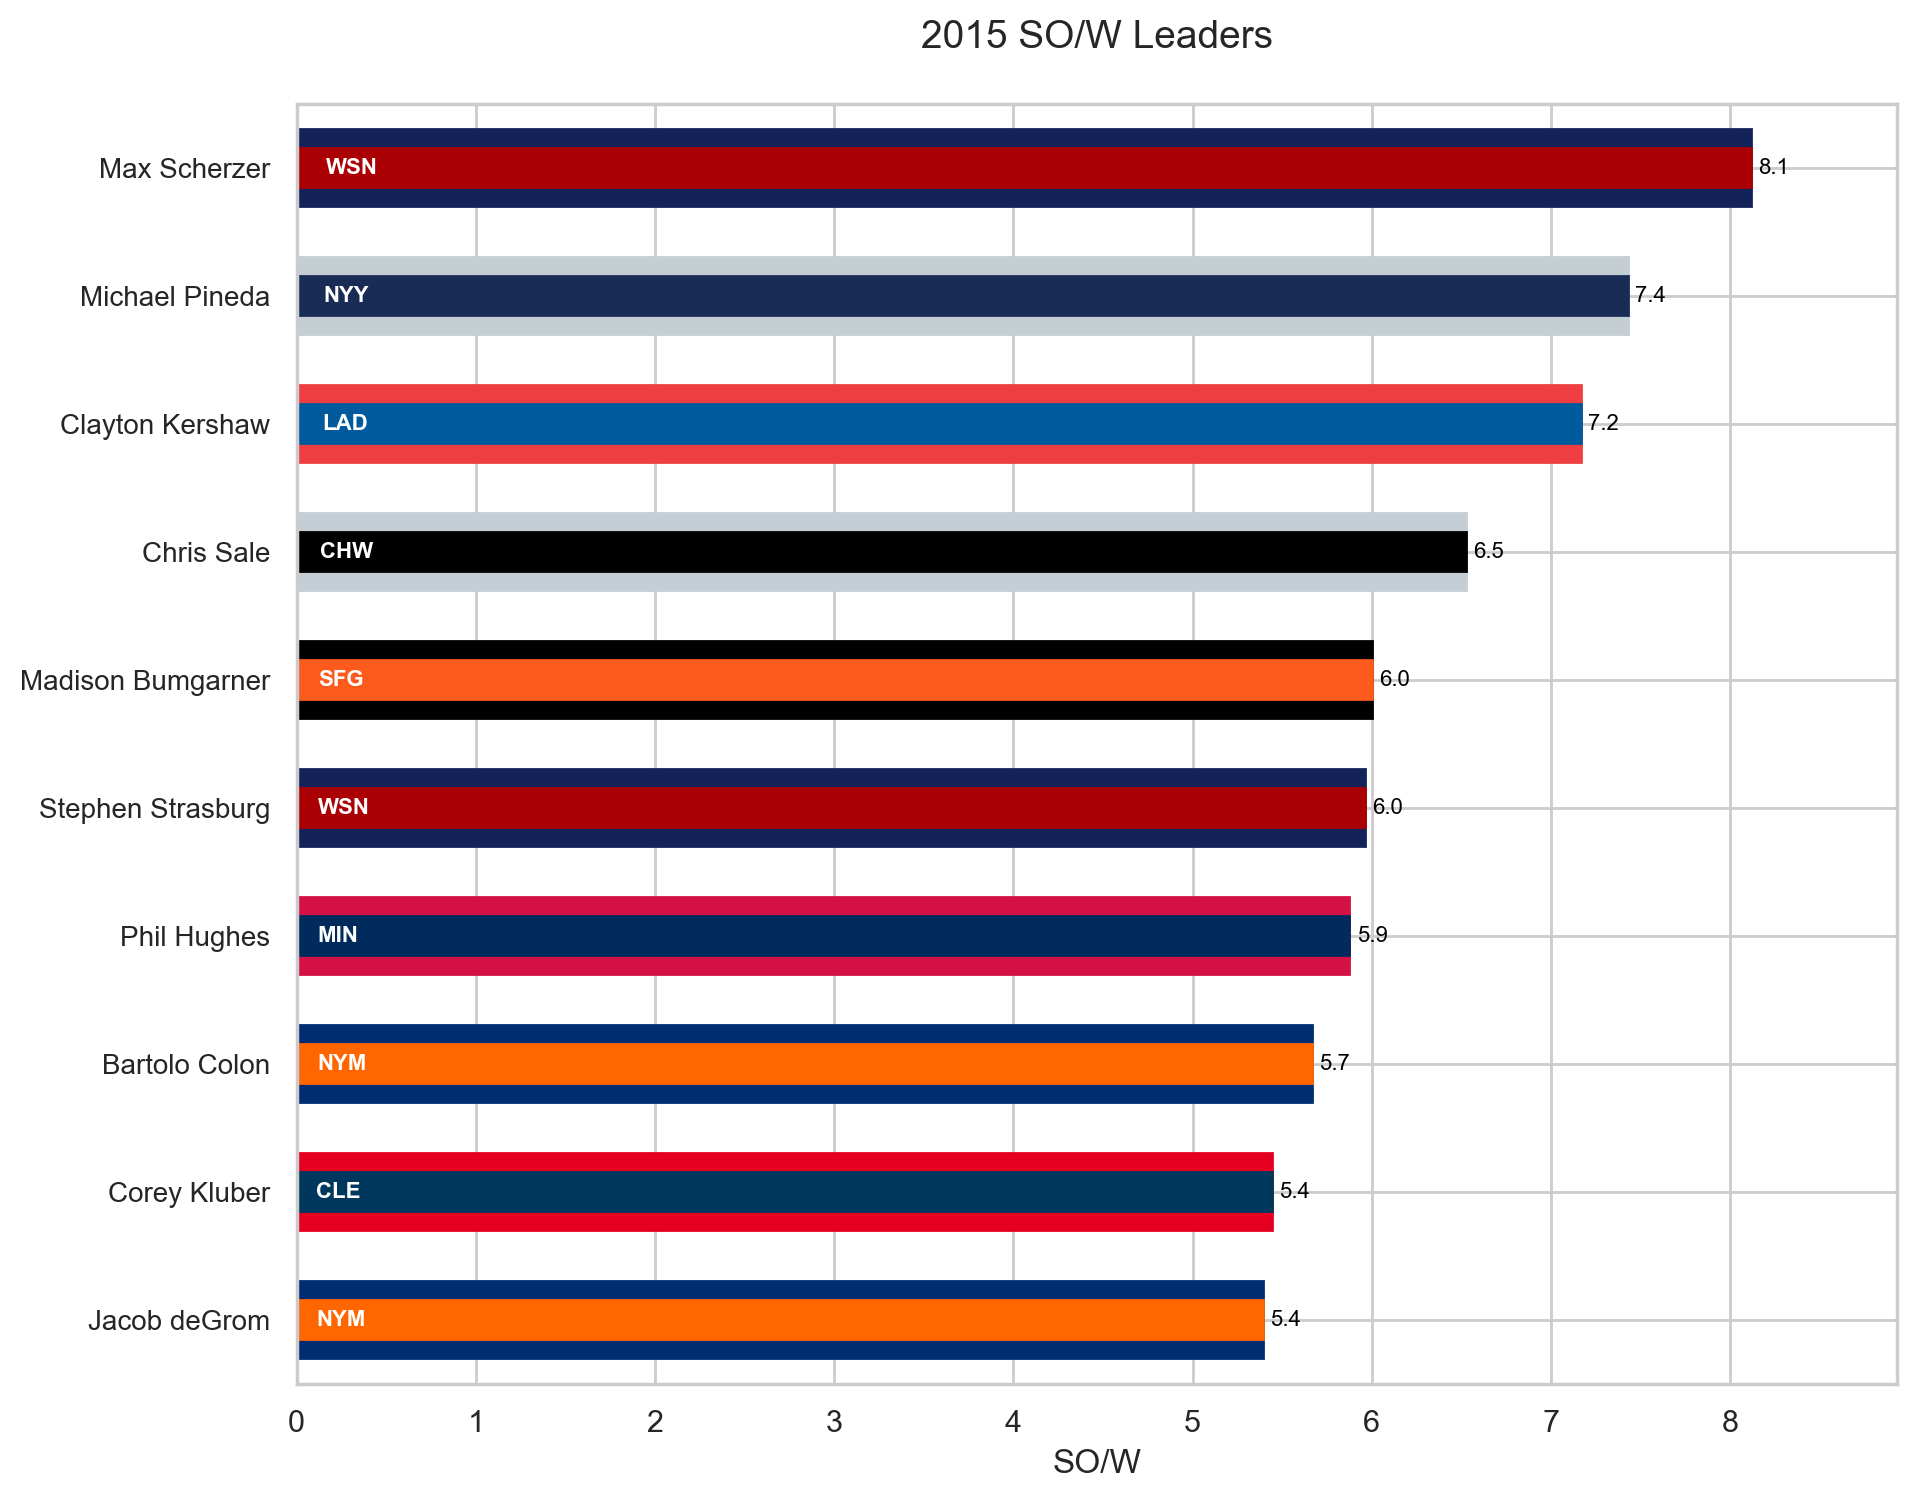 2015 SO/W Leaders
Max Scherzer WSN 8.1
Michael Pineda NYY 7.4
Clayton Kershaw LAD 7.2
Chris Sale CHW 6.5
Madison Bumgarner SFG 6.0
Stephen Strasburg WSN 6.0
Phil Hughes MIN 5.9
Bartolo Colon NYM 5.7
Corey Kluber CLE 5.4
Jacob deGrom NYM 5.4
0 1 2 3 4 5 6 7 8
SO/W